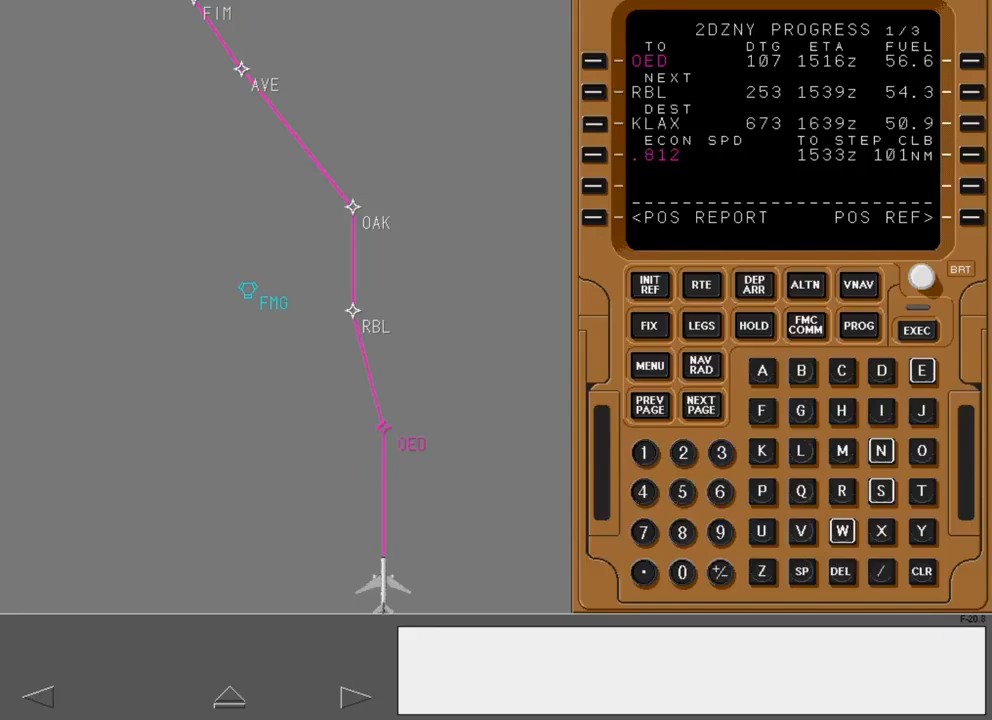 FIM
AVE
OAK
FMG
RBL
OED
2DZNY PROGRESS 1/3
TO DTG ETA FUEL
OED 107 1516z 56.6
NEXT
RBL 253 1539z 54.3
DEST
KLAX 673 1639z 50.9
ECON SPD TO STEP CLB
.812 1533z 101NM
<POS REPORT POS REF>
BRT
INIT REF RTE DEP ARR ALTN VNAV
FIX LEGS HOLD FMC COMM PROG EXEC
MENU NAV RAD
PREV PAGE NEXT PAGE
A B C D E
F G H I J
K L M N O
P Q R S T
U V W X Y
Z SP DEL / CLR
1 2 3
4 5 6
7 8 9
. 0 +/-
F-20.8